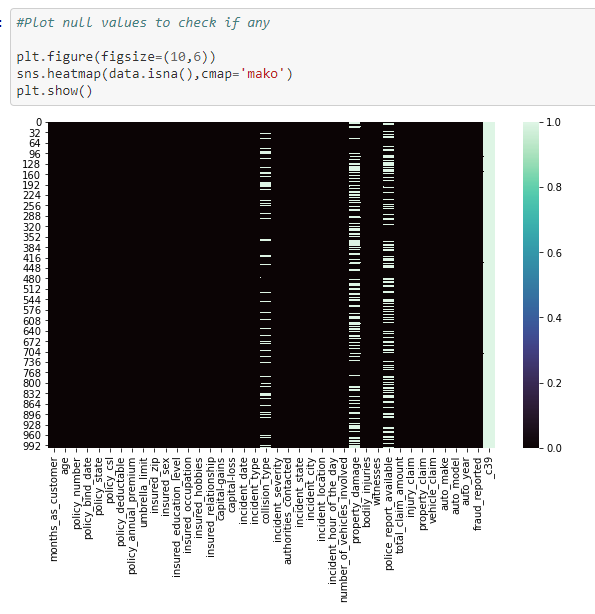 :
#Plot null values to check if any
plt.figure(figsize=(10,6))
sns.heatmap(data.isna(),cmap='mako')
plt.show()
0
32
64
96
128
160
192
224
256
288
320
352
384
416
448
480
512
544
576
608
640
672
704
736
768
800
832
864
896
928
960
992
1.0
0.8
0.6
0.4
0.2
0.0
months_as_customer
age
policy_number
policy_bind_date
policy_state
policy_csl
policy_deductable
policy_annual_premium
umbrella_limit
insured_zip
insured_sex
insured_education_level
insured_occupation
insured_hobbies
insured_relationship
capital-gains
capital-loss
incident_date
incident_type
collision_type
incident_severity
authorities_contacted
incident_state
incident_city
incident_location
incident_hour_of_the_day
number_of_vehicles_involved
property_damage
bodily_injuries
witnesses
police_report_available
total_claim_amount
injury_claim
property_claim
vehicle_claim
auto_make
auto_model
auto_year
fraud_reported
_c39